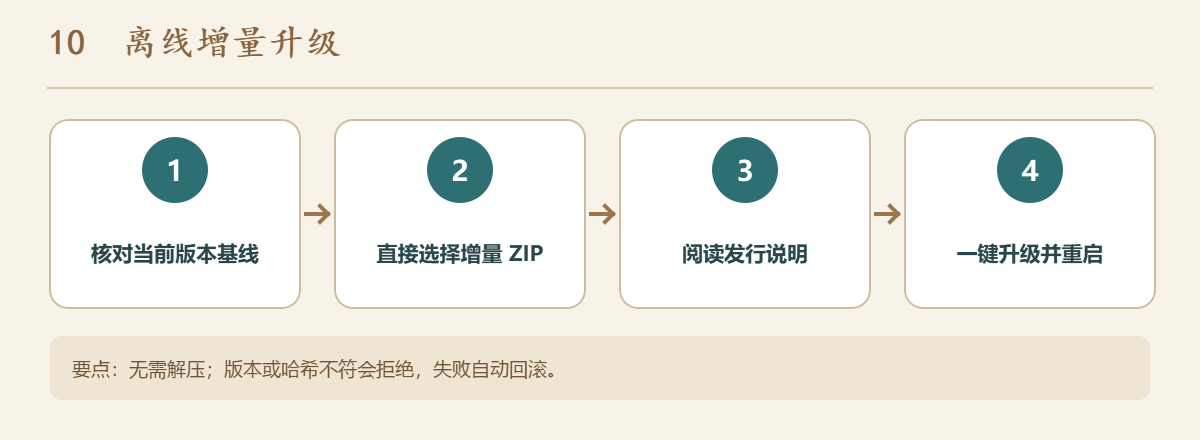 10 离线增量升级
1
2
3
4
核对当前版本基线
直接选择增量 ZIP
阅读发行说明
一键升级并重启
要点：无需解压；版本或哈希不符会拒绝，失败自动回滚。